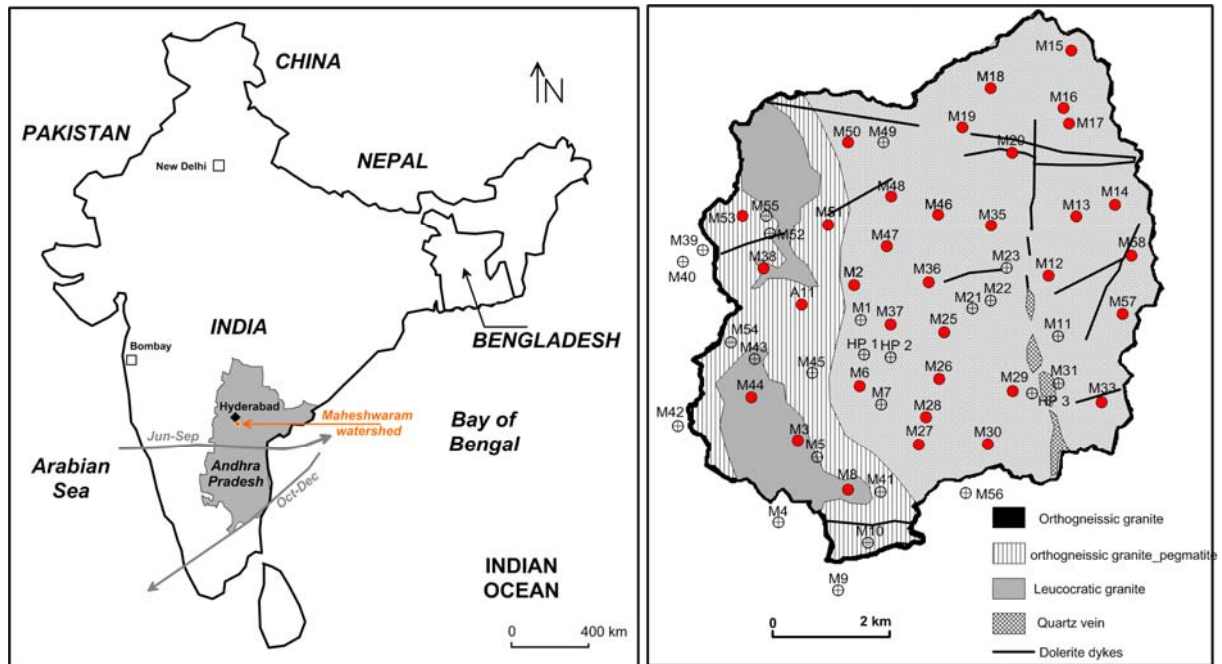 CHINA
N
PAKISTAN
New Delhi
NEPAL
INDIA
BENGLADESH
Bombay
Hyderabad
Maheshwaram
watershed
Bay of
Bengal
Jun-Sep
Arabian
Sea
Andhra
Pradesh
Oct-Dec
INDIAN
OCEAN
0 400 km
M15
M18
M16
M17
M19
M50
M49
M20
M48
M14
M53
M55
M51
M46
M35
M13
M52
M39
M47
M58
M40
M38
M23
M12
M2
M36
A11
M22
M21
M1
M37
M57
M25
M54
M11
M43
HP 1
HP 2
M45
M26
M31
M6
M29
M44
M7
HP 3
M33
M42
M28
M3
M27
M30
M5
M8
M41
M56
M4
M10
M9
Orthogneissic granite
orthogneissic granite_pegmatite
Leucocratic granite
Quartz vein
Dolerite dykes
0 2 km